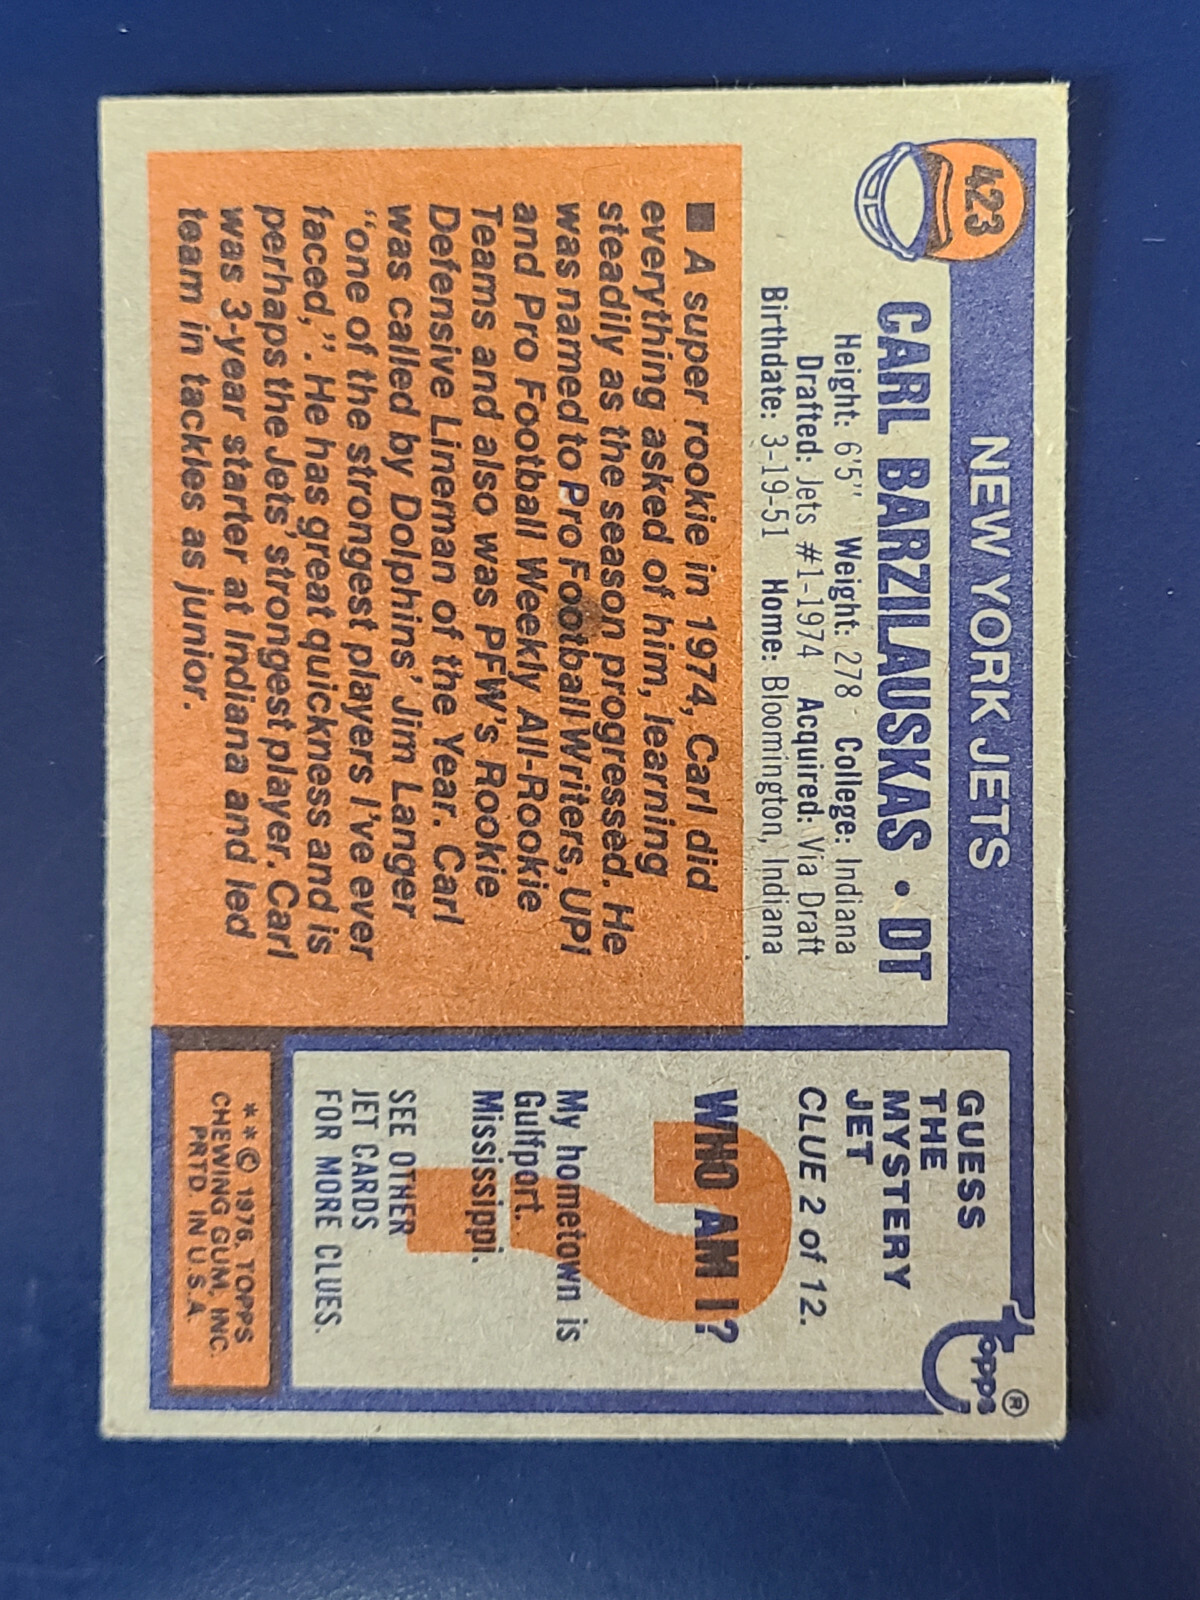 423
NEW YORK JETS
topps®
CARL BARZILAUSKAS • DT
Height: 6'5" Weight: 278 College: Indiana
Drafted: Jets #1-1974 Acquired: Via Draft
Birthdate: 3-19-51 Home: Bloomington, Indiana
■ A super rookie in 1974, Carl did
everything asked of him, learning
steadily as the season progressed. He
was named to Pro Football Writers, UPI
and Pro Football Weekly All-Rookie
Teams and also was PFW's Rookie
Defensive Lineman of the Year. Carl
was called by Dolphins' Jim Langer
"one of the strongest players I've ever
faced,". He has great quickness and is
perhaps the Jets' strongest player. Carl
was 3-year starter at Indiana and led
team in tackles as junior.
GUESS
THE
MYSTERY
JET
CLUE 2 of 12.
WHO AM I?
My hometown is
Gulfport.
Mississippi.
SEE OTHER
JET CARDS
FOR MORE CLUES.
**© 1976, TOPPS
CHEWING GUM, INC.
PRTD. IN U.S.A.